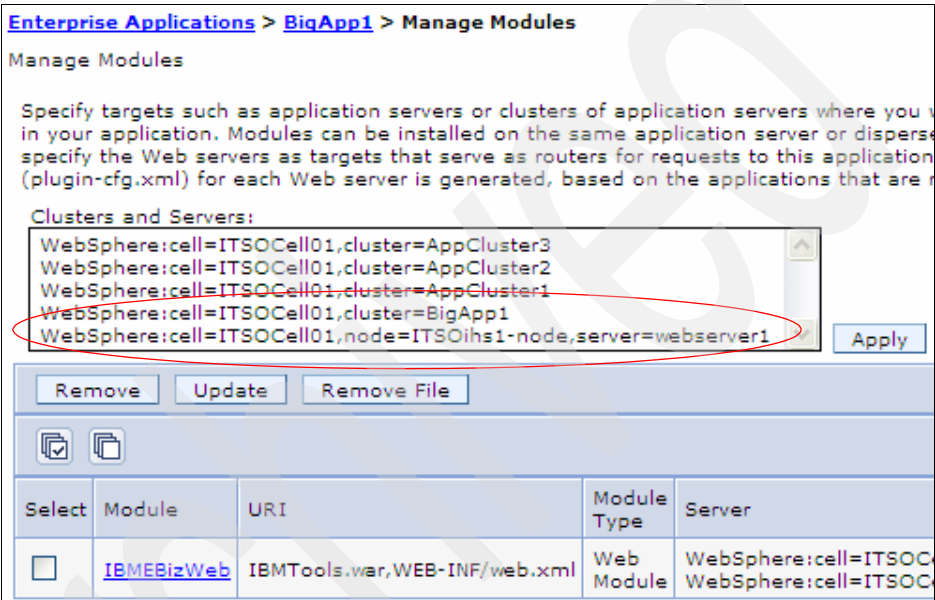 Enterprise Applications > BigApp1 > Manage Modules
Manage Modules
Specify targets such as application servers or clusters of application servers where you
in your application. Modules can be installed on the same application server or disperse
specify the Web servers as targets that serve as routers for requests to this application
(plugin-cfg.xml) for each Web server is generated, based on the applications that are
Clusters and Servers:
WebSphere:cell=ITSOCell01,cluster=AppCluster3
WebSphere:cell=ITSOCell01,cluster=AppCluster2
WebSphere:cell=ITSOCell01,cluster=AppCluster1
WebSphere:cell=ITSOCell01,cluster=BigApp1
WebSphere:cell=ITSOCell01,node=ITSOihs1-node,server=webserver1
Apply
Remove Update Remove File
Select Module URI Module Type Server
IBMEBizWeb IBMTools.war,WEB-INF/web.xml Web Module WebSphere:cell=ITSOC
WebSphere:cell=ITSOC